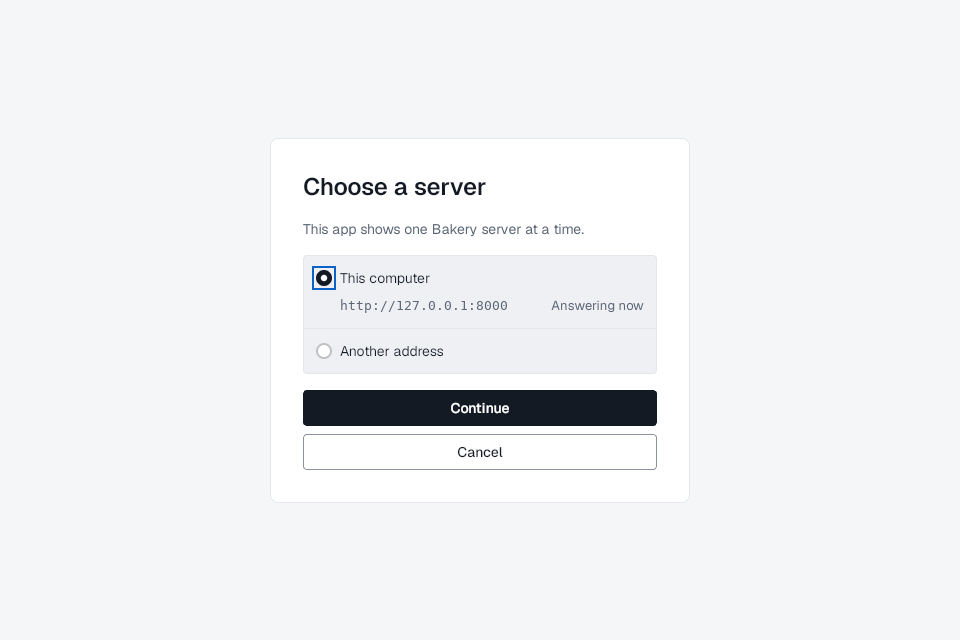 Choose a server
This app shows one Bakery server at a time.
This computer
http://127.0.0.1:8000 Answering now
Another address
Continue
Cancel